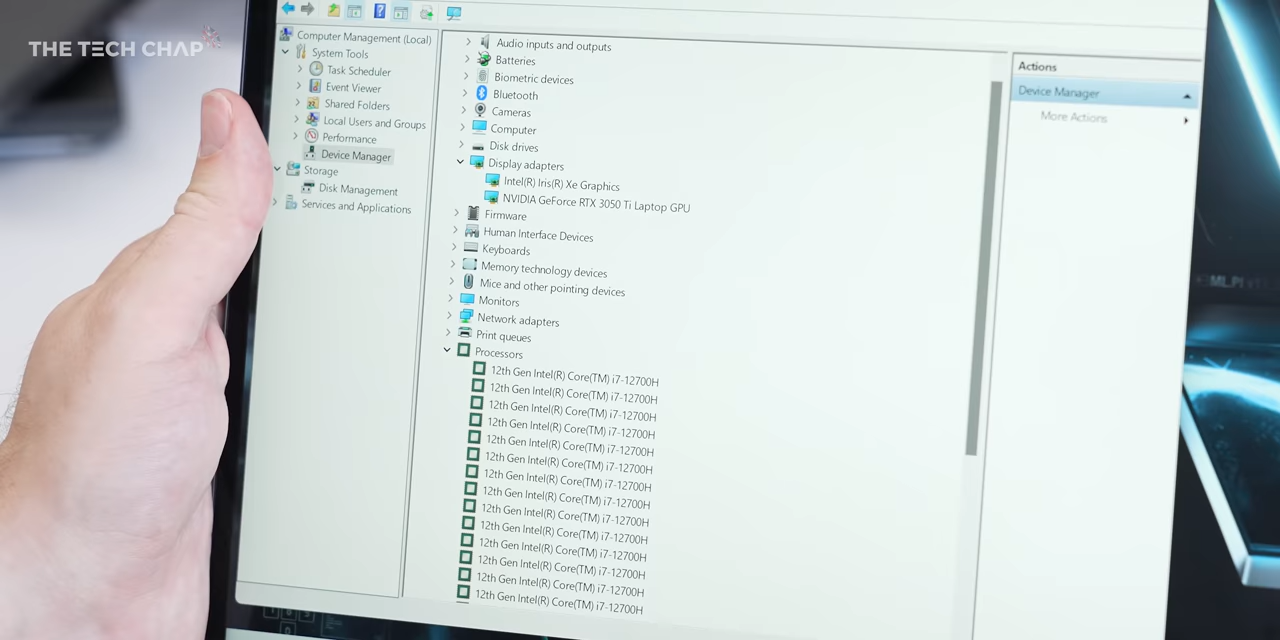 THE TECH CHAP
Computer Management (Local)
System Tools
Task Scheduler
Event Viewer
Shared Folders
Local Users and Groups
Performance
Device Manager
Storage
Disk Management
Services and Applications
Audio inputs and outputs
Batteries
Biometric devices
Bluetooth
Cameras
Computer
Disk drives
Display adapters
Intel(R) Iris(R) Xe Graphics
NVIDIA GeForce RTX 3050 Ti Laptop GPU
Firmware
Human Interface Devices
Keyboards
Memory technology devices
Mice and other pointing devices
Monitors
Network adapters
Print queues
Processors
12th Gen Intel(R) Core(TM) i7-12700H
12th Gen Intel(R) Core(TM) i7-12700H
12th Gen Intel(R) Core(TM) i7-12700H
12th Gen Intel(R) Core(TM) i7-12700H
12th Gen Intel(R) Core(TM) i7-12700H
12th Gen Intel(R) Core(TM) i7-12700H
12th Gen Intel(R) Core(TM) i7-12700H
12th Gen Intel(R) Core(TM) i7-12700H
12th Gen Intel(R) Core(TM) i7-12700H
12th Gen Intel(R) Core(TM) i7-12700H
12th Gen Intel(R) Core(TM) i7-12700H
12th Gen Intel(R) Core(TM) i7-12700H
12th Gen Intel(R) Core(TM) i7-12700H
12th Gen Intel(R) Core(TM) i7-12700H
Actions
Device Manager
More Actions